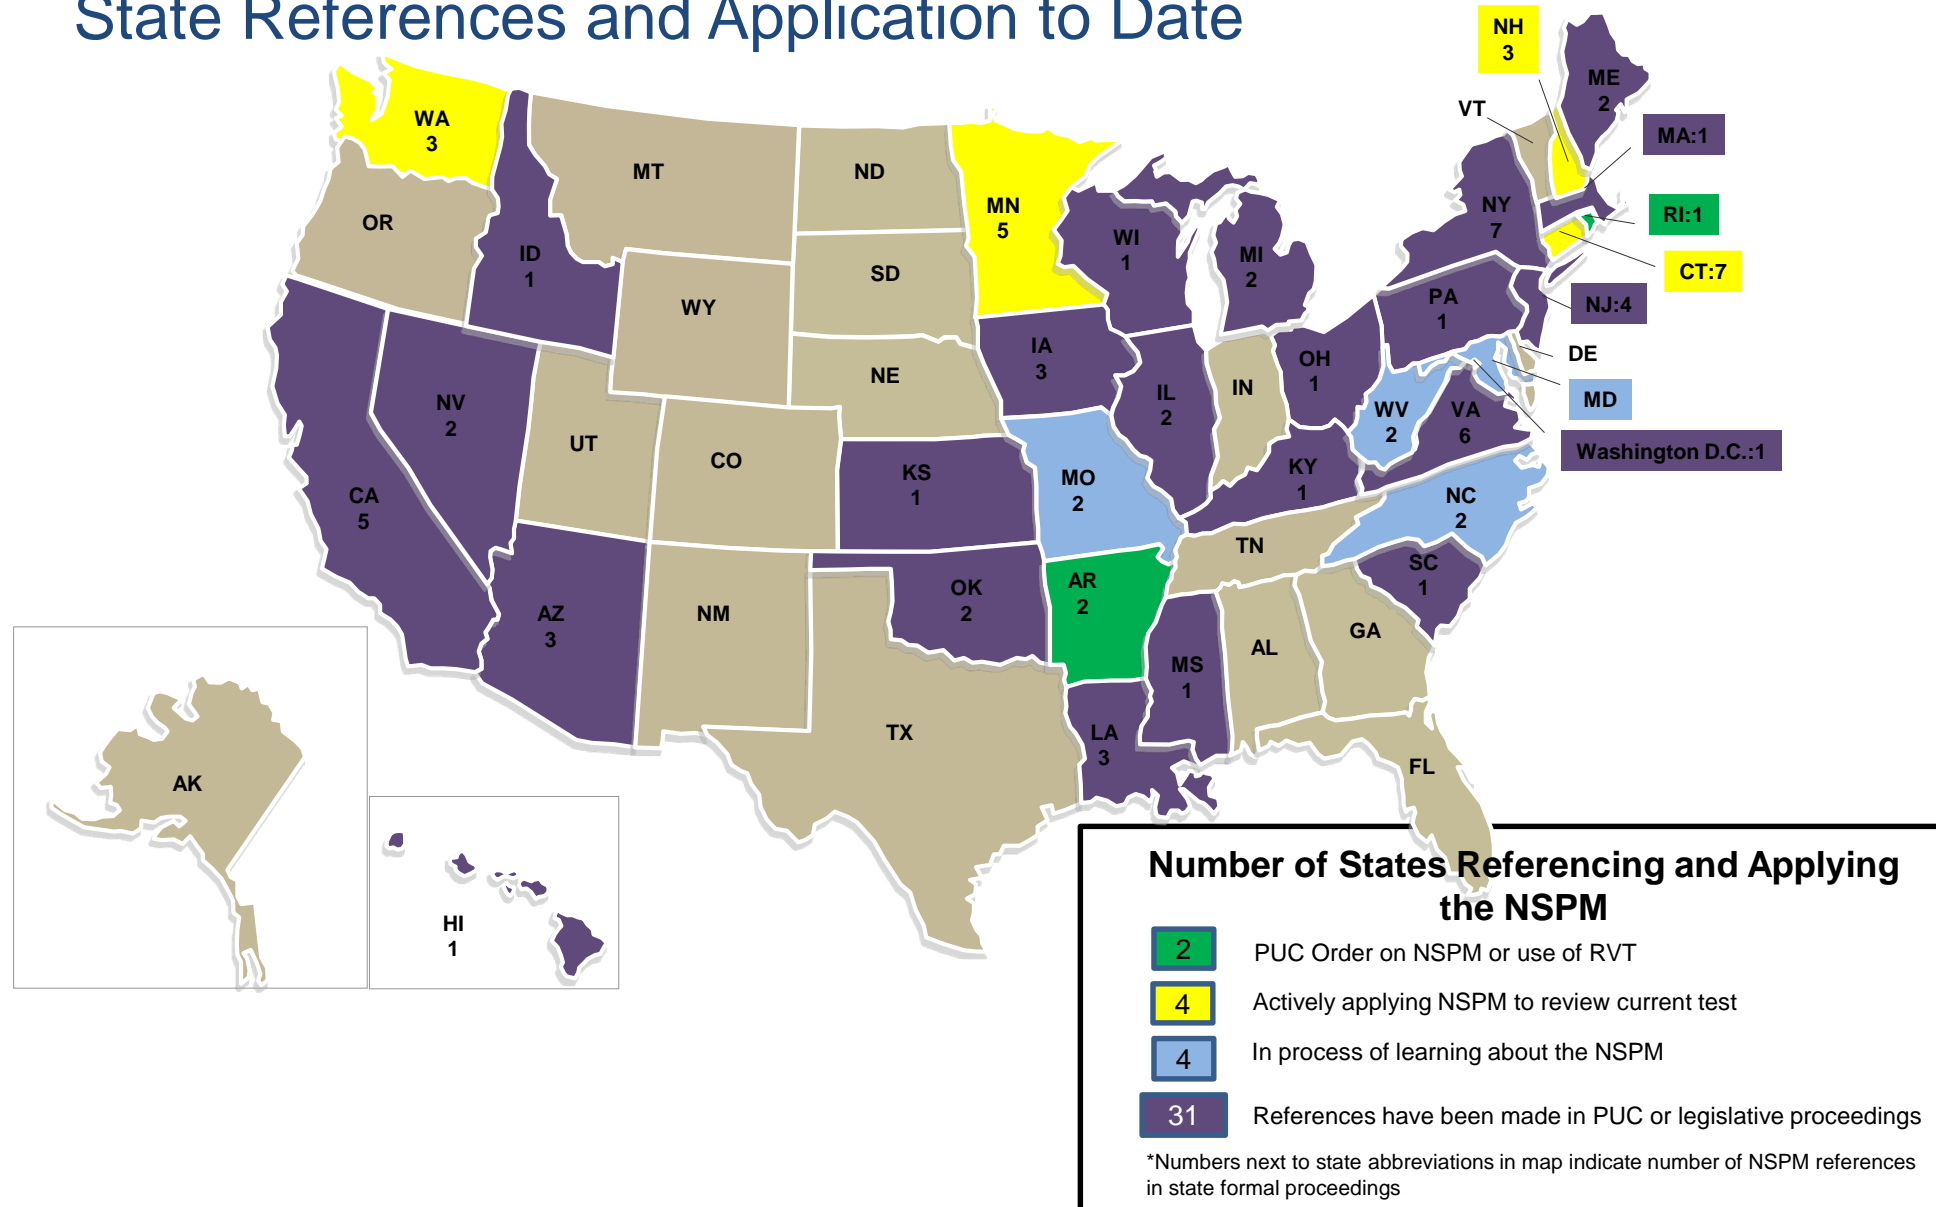 State References and Application to Date
NH
3
ME
2
VT
MA:1
WA
3
MT
ND
MN
5
NY
7
RI:1
OR
ID
1
WI
1
MI
2
CT:7
SD
WY
PA
1
NJ:4
IA
3
OH
1
DE
NE
IN
IL
2
MD
NV
2
WV
2
VA
6
UT
CO
Washington D.C.:1
KS
1
MO
2
KY
1
CA
5
NC
2
TN
SC
1
OK
2
AR
2
AZ
3
NM
GA
AL
MS
1
TX
LA
3
FL
AK
HI
1
Number of States Referencing and Applying
the NSPM
2 PUC Order on NSPM or use of RVT
4 Actively applying NSPM to review current test
4 In process of learning about the NSPM
31 References have been made in PUC or legislative proceedings
*Numbers next to state abbreviations in map indicate number of NSPM references
in state formal proceedings